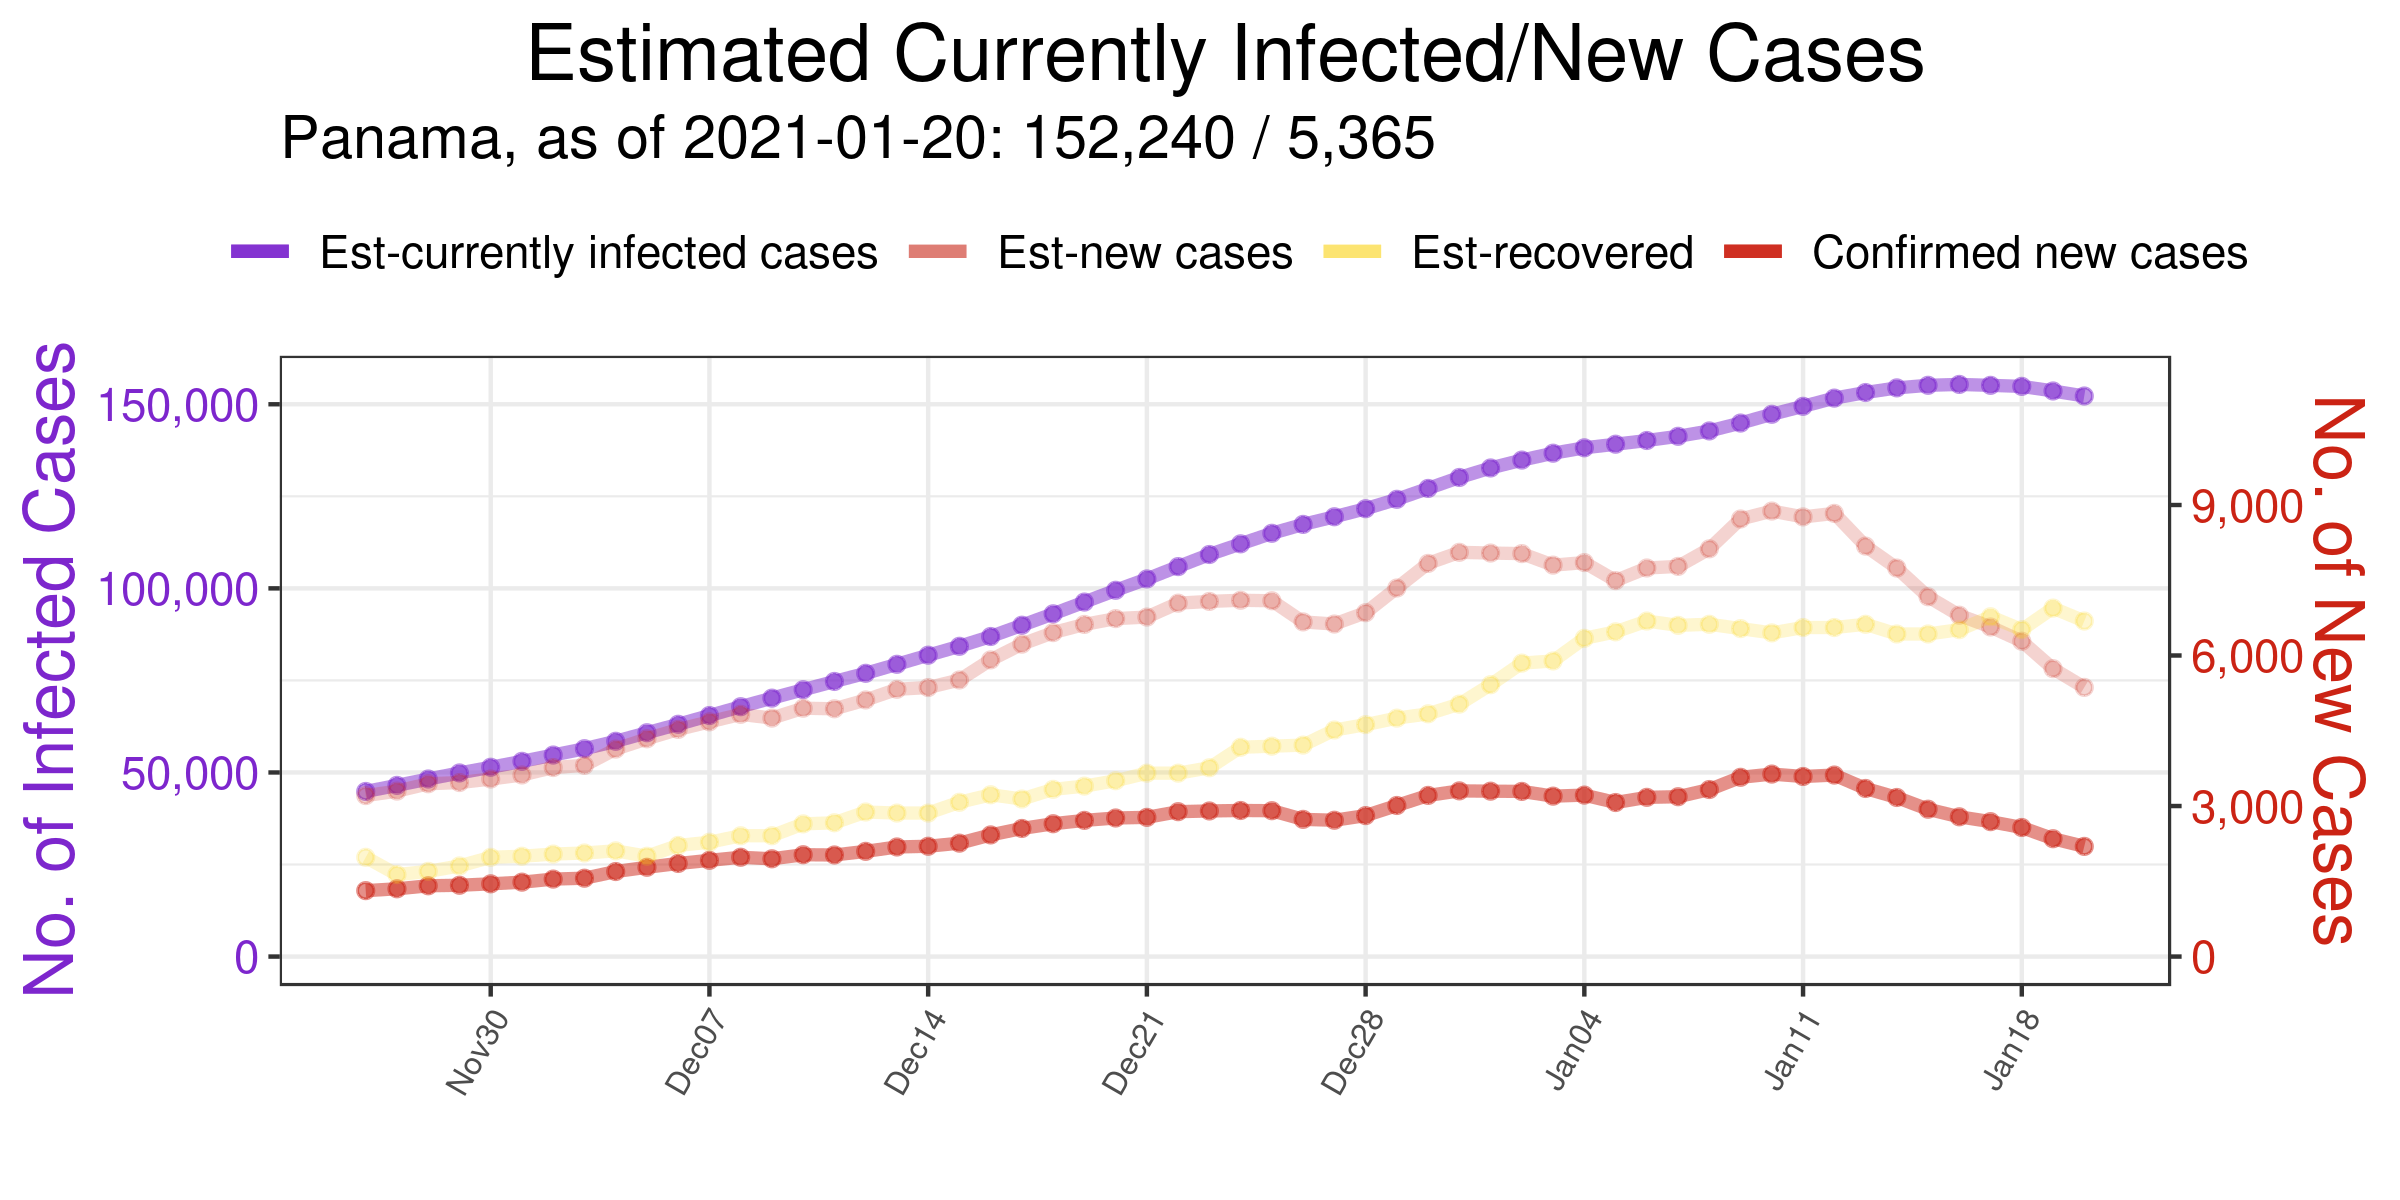 Estimated Currently Infected/New Cases
Panama, as of 2021-01-20: 152,240 / 5,365
Est-currently infected cases Est-new cases Est-recovered Confirmed new cases
No. of Infected Cases
150,000
100,000
50,000
0
9,000
6,000
3,000
0
No. of New Cases
Nov30 Dec07 Dec14 Dec21 Dec28 Jan04 Jan11 Jan18